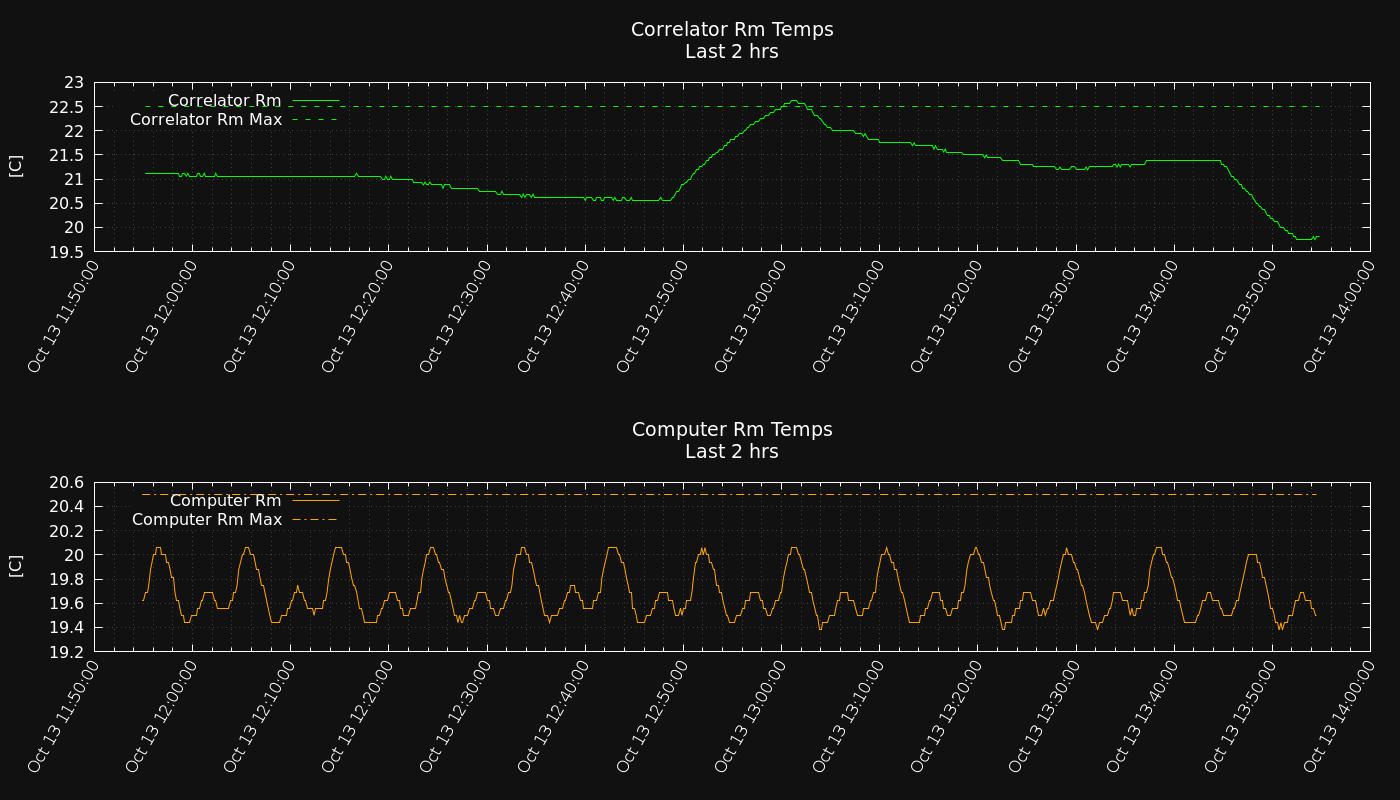 Correlator Rm Temps
Last 2 hrs
23
22.5
22
21.5
21
20.5
20
19.5
[C]
Correlator Rm
Correlator Rm Max
Oct 13 11:50:00
Oct 13 12:00:00
Oct 13 12:10:00
Oct 13 12:20:00
Oct 13 12:30:00
Oct 13 12:40:00
Oct 13 12:50:00
Oct 13 13:00:00
Oct 13 13:10:00
Oct 13 13:20:00
Oct 13 13:30:00
Oct 13 13:40:00
Oct 13 13:50:00
Oct 13 14:00:00
Computer Rm Temps
Last 2 hrs
20.6
20.4
20.2
20
19.8
19.6
19.4
19.2
[C]
Computer Rm
Computer Rm Max
Oct 13 11:50:00
Oct 13 12:00:00
Oct 13 12:10:00
Oct 13 12:20:00
Oct 13 12:30:00
Oct 13 12:40:00
Oct 13 12:50:00
Oct 13 13:00:00
Oct 13 13:10:00
Oct 13 13:20:00
Oct 13 13:30:00
Oct 13 13:40:00
Oct 13 13:50:00
Oct 13 14:00:00